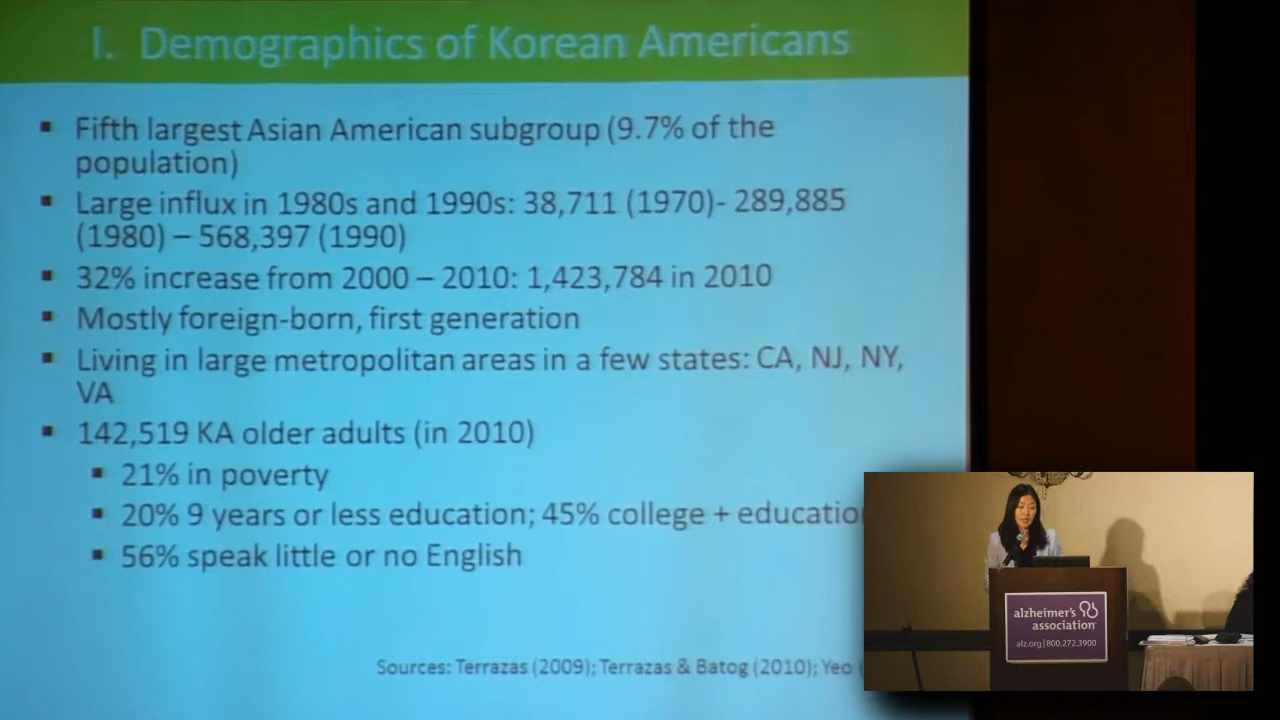 I. Demographics of Korean Americans
▪ Fifth largest Asian American subgroup (9.7% of the
population)
▪ Large influx in 1980s and 1990s: 38,711 (1970)- 289,885
(1980) – 568,397 (1990)
▪ 32% increase from 2000 – 2010: 1,423,784 in 2010
▪ Mostly foreign-born, first generation
▪ Living in large metropolitan areas in a few states: CA, NJ, NY,
VA
▪ 142,519 KA older adults (in 2010)
▪ 21% in poverty
▪ 20% 9 years or less education; 45% college + educatio
▪ 56% speak little or no English
Sources: Terrazas (2009); Terrazas & Batog (2010); Yeo
alzheimer's
association
alz.org | 800.272.3900